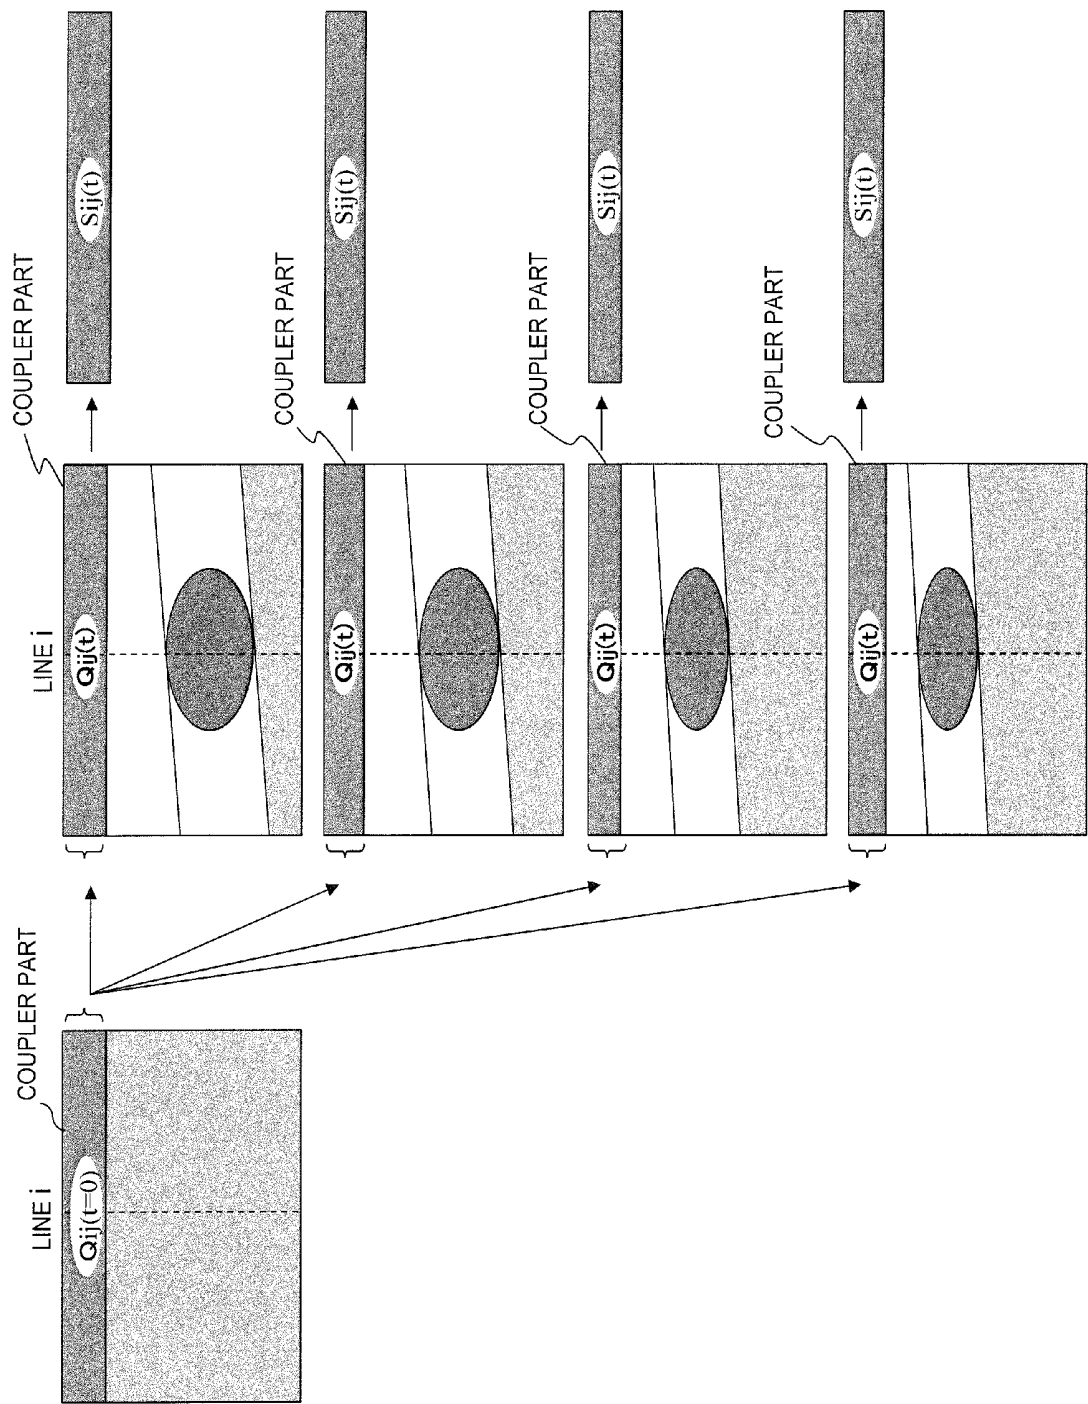 LINE i
COUPLER PART
Qij(t=0)
LINE i
COUPLER PART
Qij(t)
Sij(t)
COUPLER PART
Qij(t)
Sij(t)
COUPLER PART
Qij(t)
Sij(t)
COUPLER PART
Qij(t)
Sij(t)